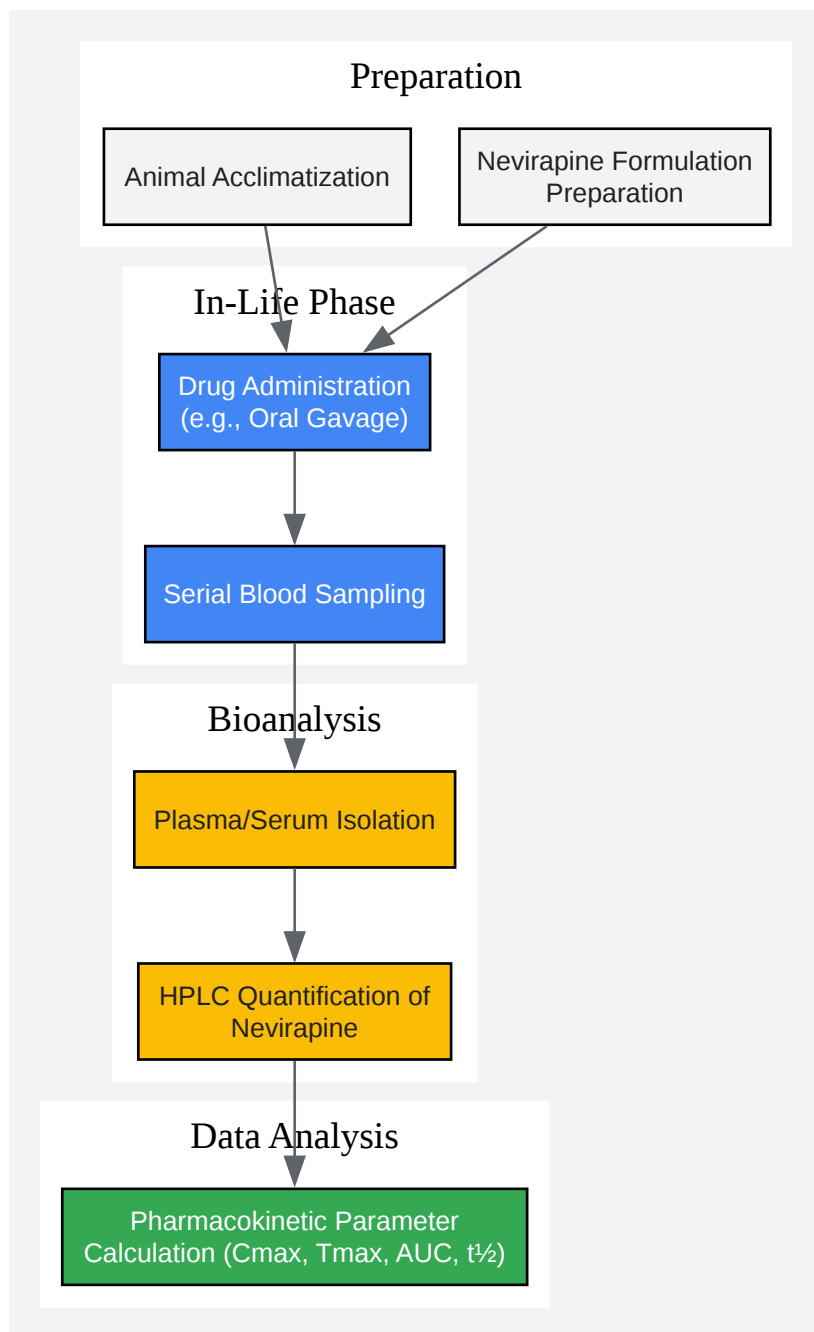 Preparation
Animal Acclimatization
Nevirapine Formulation
Preparation
In-Life Phase
Drug Administration
(e.g., Oral Gavage)
Serial Blood Sampling
Bioanalysis
Plasma/Serum Isolation
HPLC Quantification of
Nevirapine
Data Analysis
Pharmacokinetic Parameter
Calculation (Cmax, Tmax, AUC, t½)